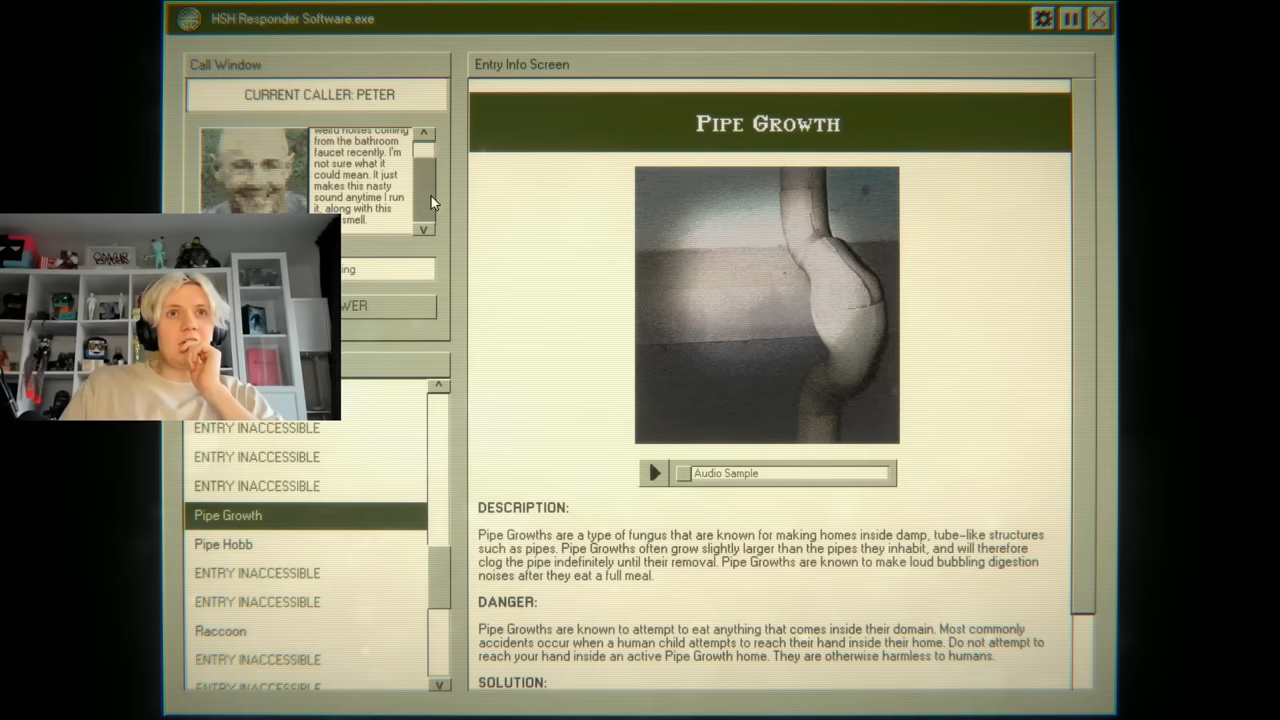 HSH Responder Software.exe
Call Window
CURRENT CALLER: PETER
weird noises coming
from the bathroom
faucet recently. I'm
not sure what it
could mean. It just
makes this nasty
sound anytime I run
it, along with this
smell.
ENTRY INACCESSIBLE
ENTRY INACCESSIBLE
ENTRY INACCESSIBLE
Pipe Growth
Pipe Hobb
ENTRY INACCESSIBLE
ENTRY INACCESSIBLE
Raccoon
ENTRY INACCESSIBLE
ENTRY INACCESSIBLE
Entry Info Screen
PIPE GROWTH
Audio Sample
DESCRIPTION:
Pipe Growths are a type of fungus that are known for making homes inside damp, tube-like structures
such as pipes. Pipe Growths often grow slightly larger than the pipes they inhabit, and will therefore
clog the pipe indefinitely until their removal. Pipe Growths are known to make loud bubbling digestion
noises after they eat a full meal.
DANGER:
Pipe Growths are known to attempt to eat anything that comes inside their domain. Most commonly
accidents occur when a human child attempts to reach their hand inside their home. Do not attempt to
reach your hand inside an active Pipe Growth home. They are otherwise harmless to humans.
SOLUTION: